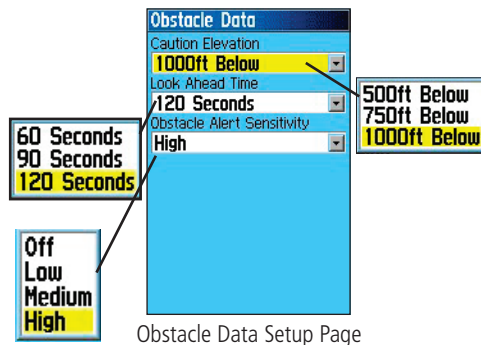 Obstacle Data
Caution Elevation
1000ft Below
Look Ahead Time
120 Seconds
Obstacle Alert Sensitivity
High
500ft Below
750ft Below
1000ft Below
60 Seconds
90 Seconds
120 Seconds
Off
Low
Medium
High
Obstacle Data Setup Page